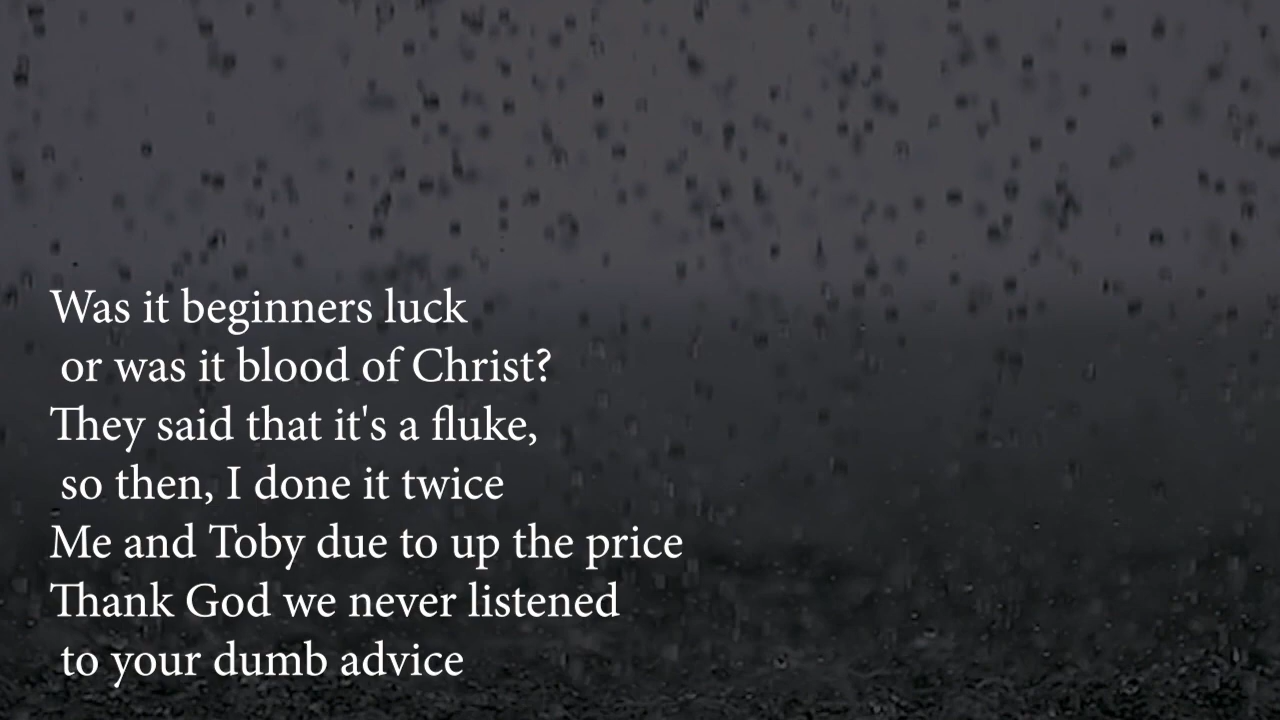 Was it beginners luck
or was it blood of Christ?
They said that it's a fluke,
so then, I done it twice
Me and Toby due to up the price
Thank God we never listened
to your dumb advice